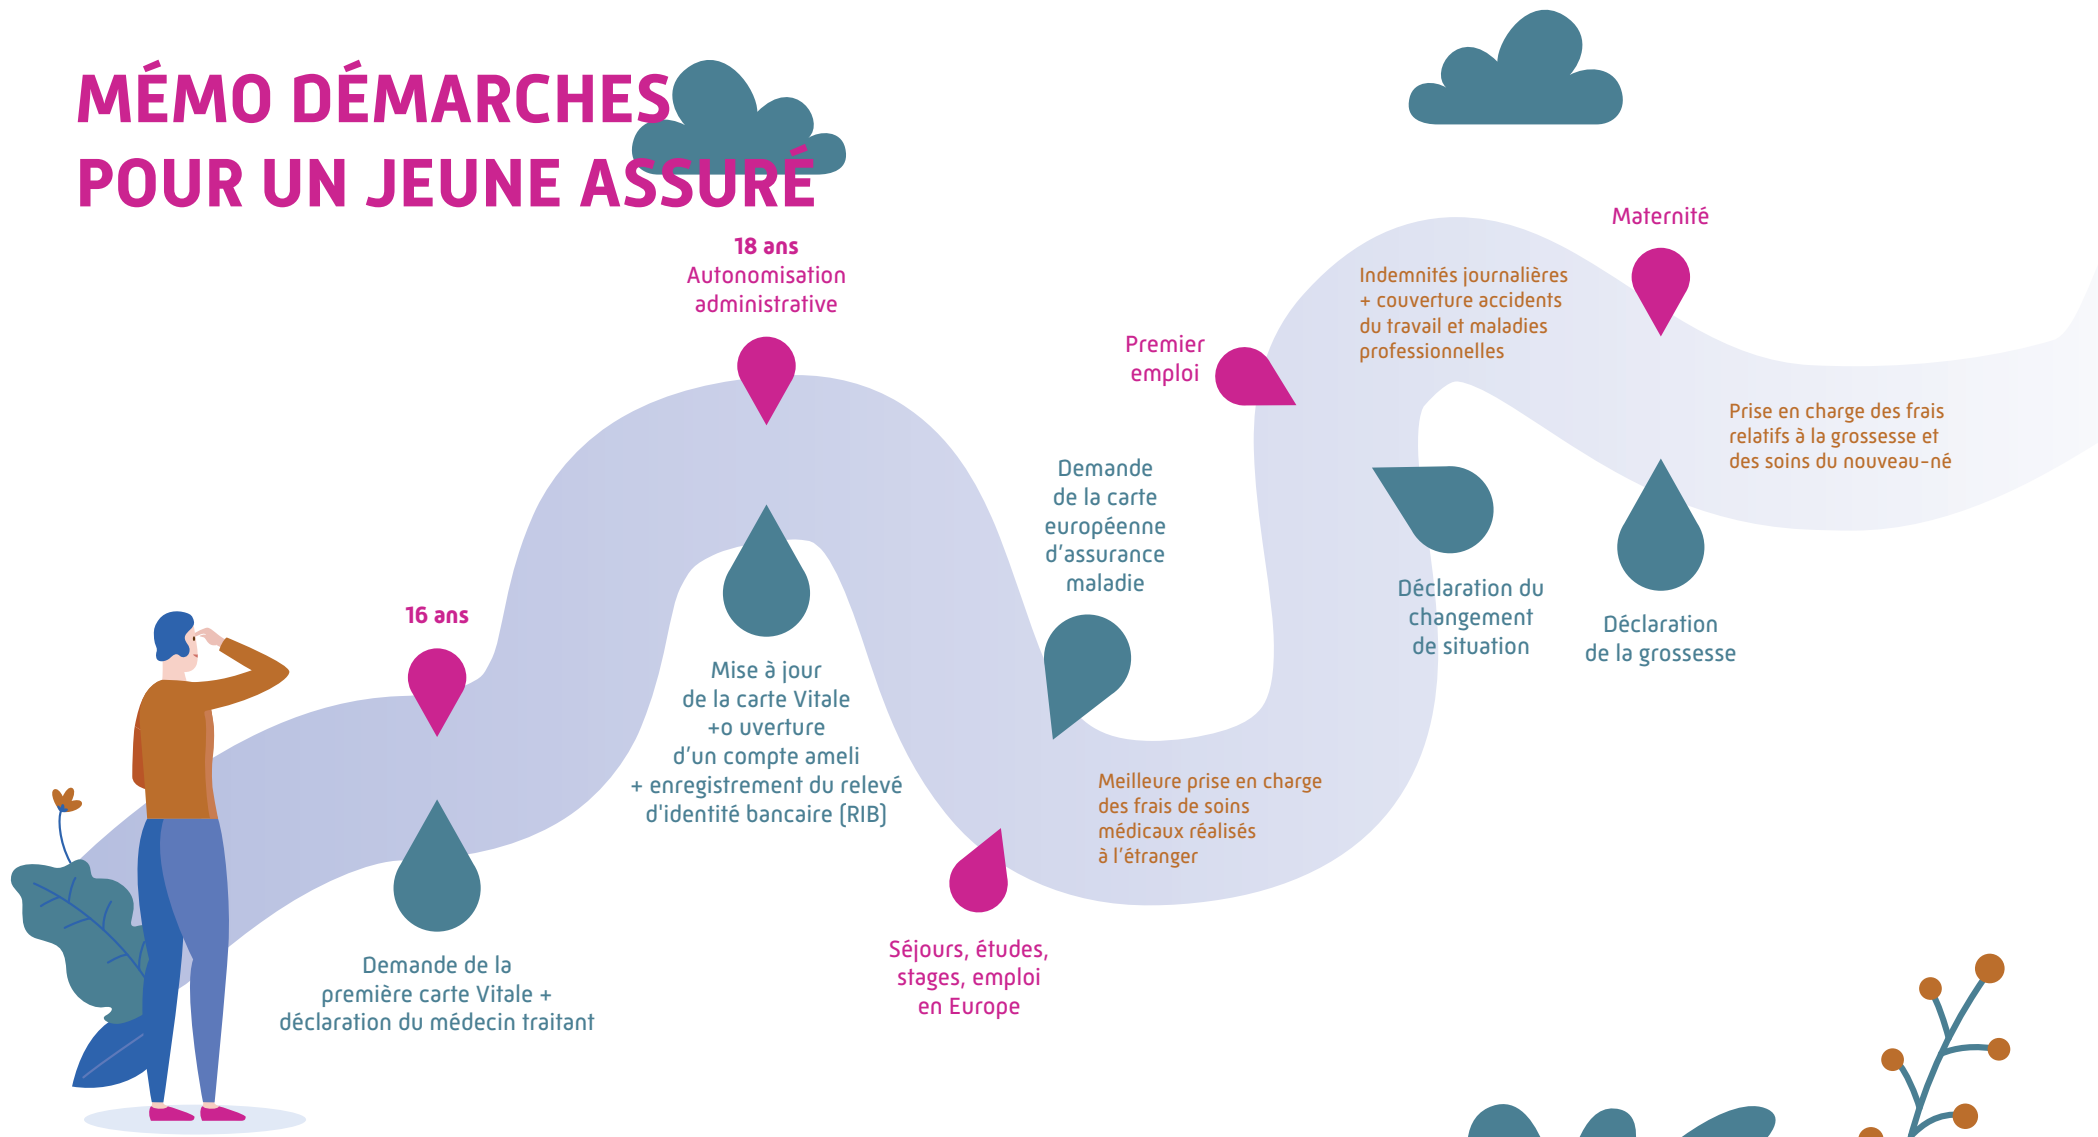 MÉMO DÉMARCHES
POUR UN JEUNE ASSURÉ
16 ans
Demande de la
première carte Vitale +
déclaration du médecin traitant
18 ans
Autonomisation
administrative
Mise à jour
de la carte Vitale
+o uverture
d’un compte ameli
+ enregistrement du relevé
d'identité bancaire (RIB)
Séjours, études,
stages, emploi
en Europe
Demande
de la carte
européenne
d’assurance
maladie
Meilleure prise en charge
des frais de soins
médicaux réalisés
à l’étranger
Premier
emploi
Indemnités journalières
+ couverture accidents
du travail et maladies
professionnelles
Déclaration du
changement
de situation
Maternité
Déclaration
de la grossesse
Prise en charge des frais
relatifs à la grossesse et
des soins du nouveau-né